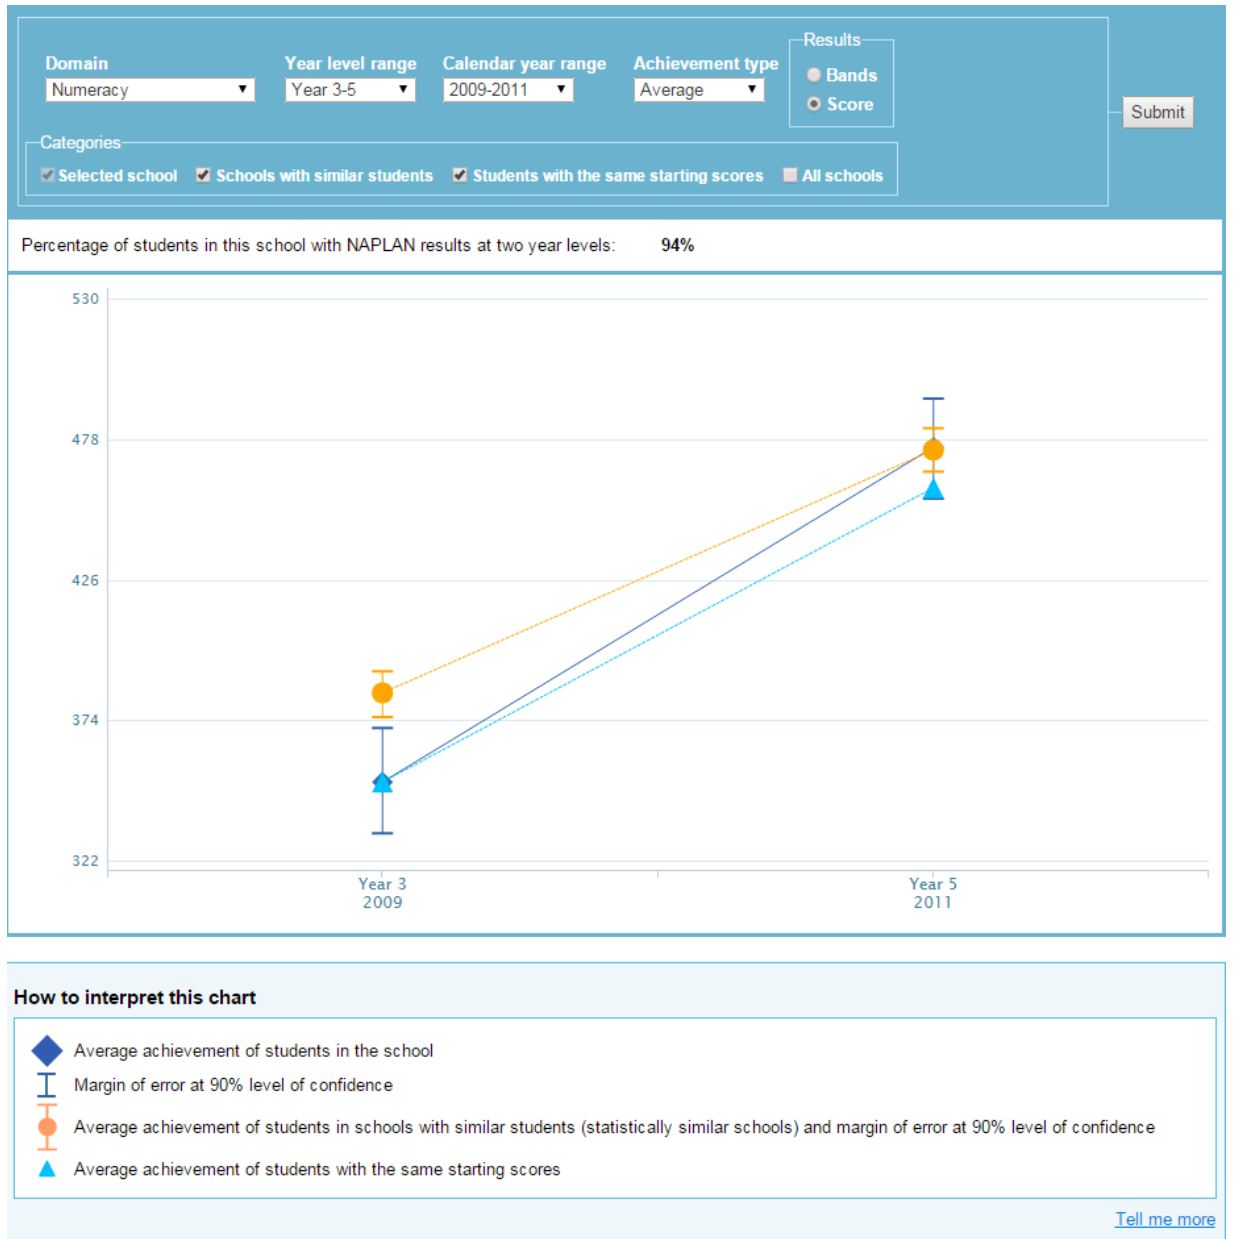 Results
Domain Year level range Calendar year range Achievement type
Bands
Numeracy Year 3-5 2009-2011 Average
Score
Submit
Categories
Selected school Schools with similar students Students with the same starting scores All schools
Percentage of students in this school with NAPLAN results at two year levels: 94%
530
478
426
374
322
Year 3 Year 5
2009 2011
How to interpret this chart
Average achievement of students in the school
Margin of error at 90% level of confidence
Average achievement of students in schools with similar students (statistically similar schools) and margin of error at 90% level of confidence
Average achievement of students with the same starting scores
Tell me more